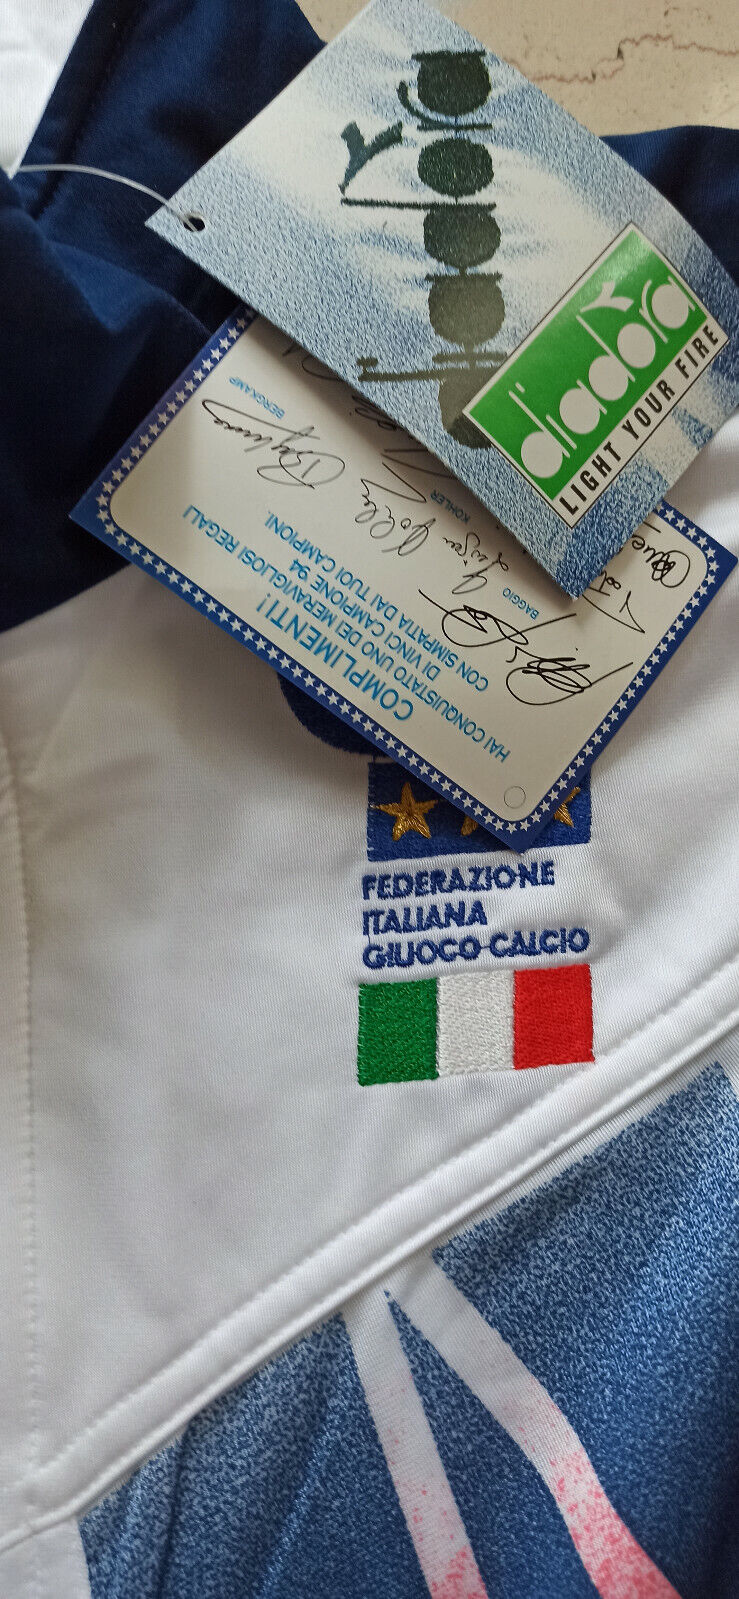 diadora
diadora
LIGHT YOUR FIRE
COMPLIMENTI!
HAI CONQUISTATO UNO DEI MERAVIGLIOSI REGALI
DI VINCI CAMPIONE 94
CON SIMPATIA DAI TUOI CAMPIONI.
BAGGIO
KOHLER
BERGKAMP
FEDERAZIONE
ITALIANA
GIUOCO CALCIO